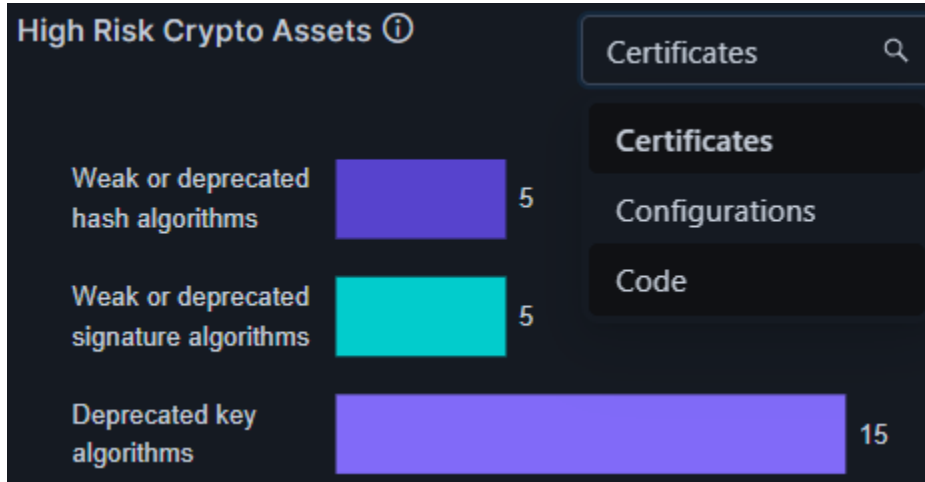 High Risk Crypto Assets ⓘ
Certificates
Certificates
Configurations
Code
Weak or deprecated
hash algorithms
5
Weak or deprecated
signature algorithms
5
Deprecated key
algorithms
15